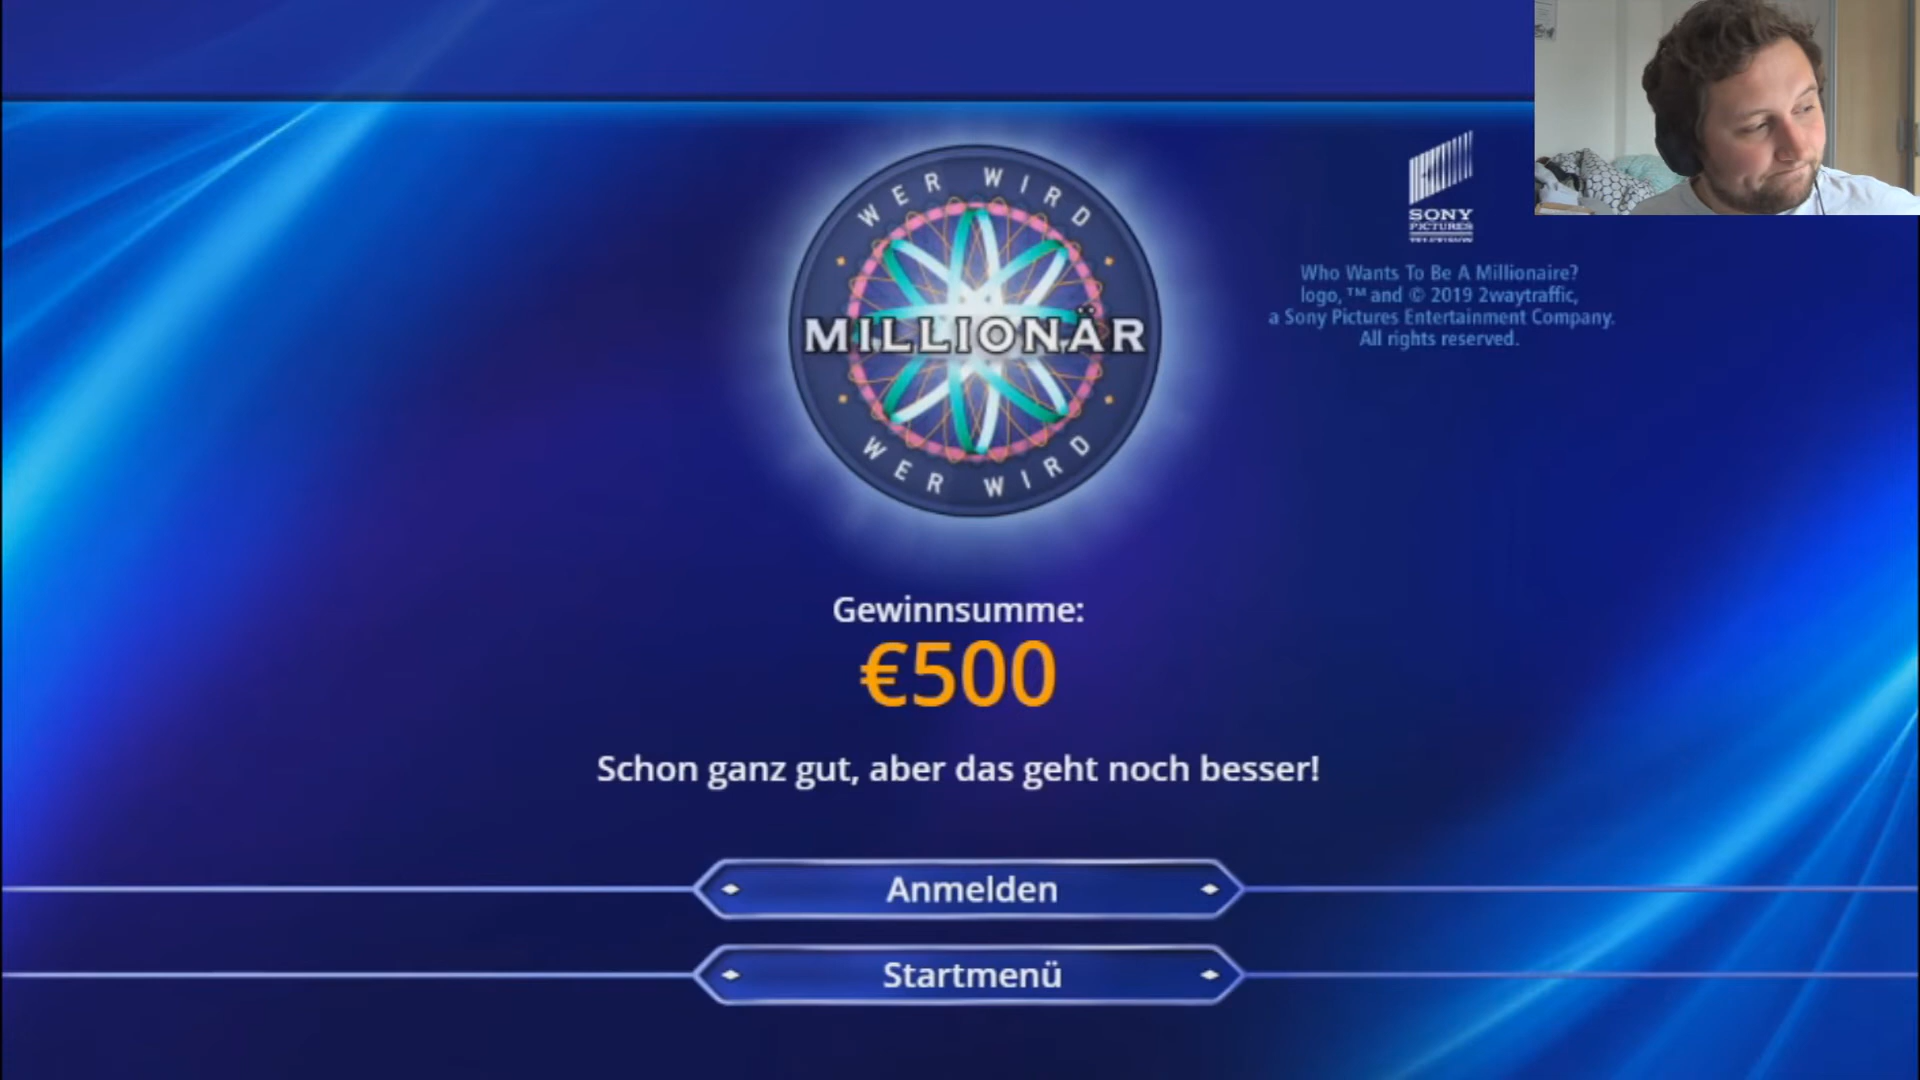 WER WIRD
MILLIONÄR
WER WIRD
SONY
PICTURES
TELEVISION
Who Wants To Be A Millionaire?
logo, ™ and © 2019 2waytraffic,
a Sony Pictures Entertainment Company.
All rights reserved.
Gewinnsumme:
€500
Schon ganz gut, aber das geht noch besser!
Anmelden
Startmenü